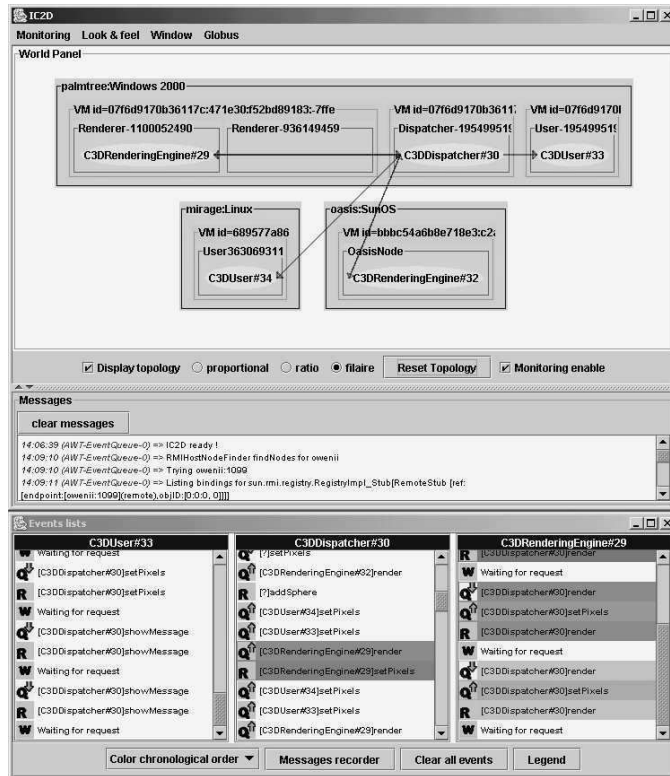 IC2D
Monitoring Look & feel Window Globus
World Panel
palmtree:Windows 2000
VM id=07f6d9170b36117c:471e30:f52bd89183:-7ffe
VM id=07f6d9170b3611
VM id=07f6d9170
Renderer-1100052490
Renderer-936149459
Dispatcher-195499519
User-195499519
C3DRenderingEngine#29
C3DDispatcher#30
C3DUser#33
mirage:Linux
oasis:SunOS
VM id=689577a86
VM id=bbbc54a6b8e718e3:c2
User363069311
OasisNode
C3DUser#34
C3DRenderingEngine#32
Display topology proportional ratio filaire Reset Topology Monitoring enable
Messages
clear messages
14:06:39 (AWT-EventQueue-0) => IC2D ready !
14:09:10 (AWT-EventQueue-0) => RMIHostNodeFinder findNodes for owenii
14:09:10 (AWT-EventQueue-0) => Trying owenii:1099
14:09:11 (AWT-EventQueue-0) => Listing bindings for sun.rmi.registry.RegistryImpl_Stub[RemoteStub [ref:
[endpoint:[owenii:1099](remote),objID:[0:0:0, 0]]]]
Events lists
C3DUser#33
W Waiting for request
Q [C3DDispatcher#30]setPixels
R [C3DDispatcher#30]setPixels
W Waiting for request
Q [C3DDispatcher#30]showMessage
R [C3DDispatcher#30]showMessage
W Waiting for request
Q [C3DDispatcher#30]showMessage
R [C3DDispatcher#30]showMessage
W Waiting for request
C3DDispatcher#30
Q [?]setPixels
Q [C3DRenderingEngine#32]render
R [?]addSphere
Q [C3DUser#34]setPixels
Q [C3DUser#33]setPixels
Q [C3DRenderingEngine#29]render
R [C3DRenderingEngine#29]setPixels
Q [C3DUser#34]setPixels
Q [C3DUser#33]setPixels
Q [C3DRenderingEngine#29]render
C3DRenderingEngine#29
R [C3DDispatcher#30]render
W Waiting for request
Q [C3DDispatcher#30]render
Q [C3DDispatcher#30]setPixels
R [C3DDispatcher#30]render
W Waiting for request
Q [C3DDispatcher#30]render
Q [C3DDispatcher#30]setPixels
R [C3DDispatcher#30]render
W Waiting for request
Color chronological order Messages recorder Clear all events Legend